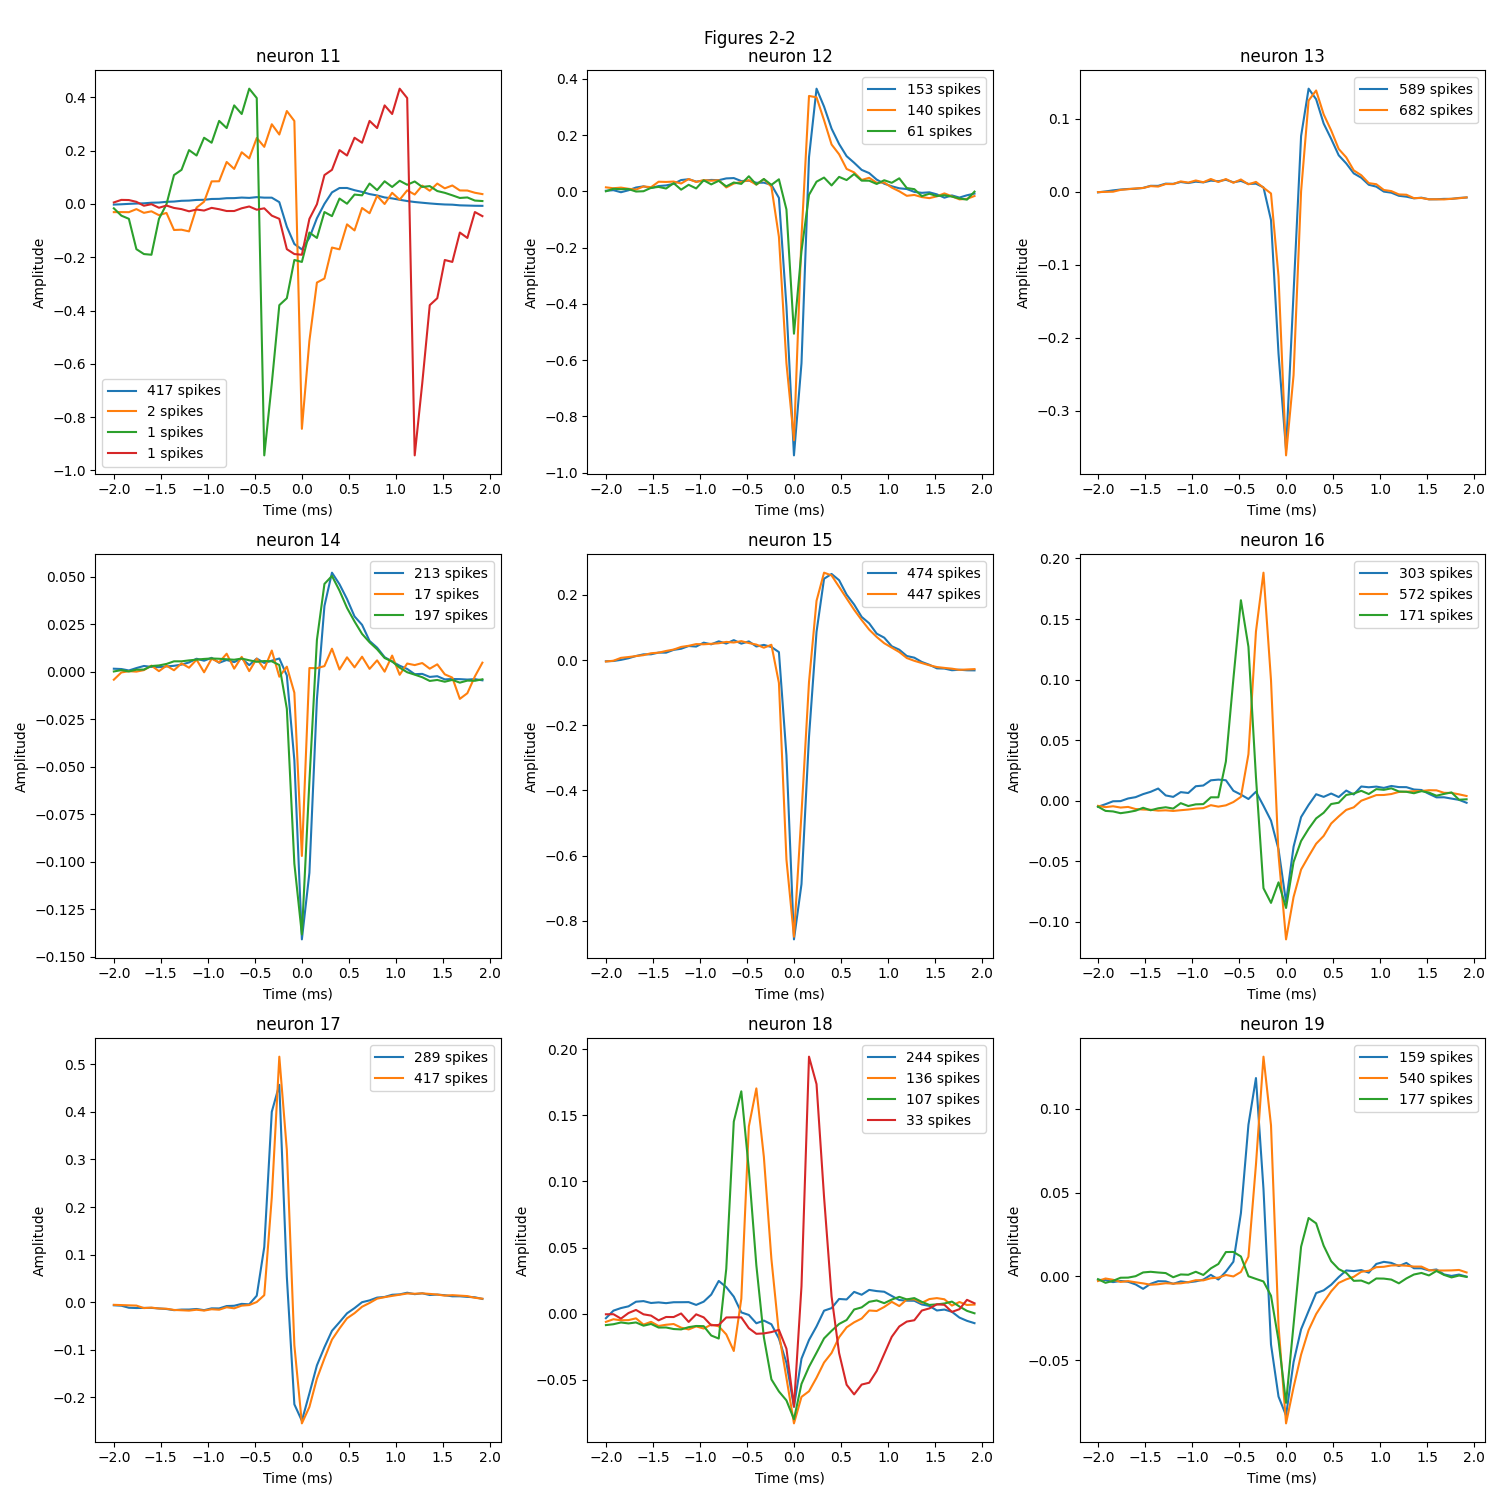 Figures 2-2
neuron 11
Amplitude
0.4
0.2
0.0
−0.2
−0.4
−0.6
−0.8
−1.0
417 spikes
2 spikes
1 spikes
1 spikes
−2.0 −1.5 −1.0 −0.5 0.0 0.5 1.0 1.5 2.0
Time (ms)
neuron 12
Amplitude
0.4
0.2
0.0
−0.2
−0.4
−0.6
−0.8
−1.0
153 spikes
140 spikes
61 spikes
−2.0 −1.5 −1.0 −0.5 0.0 0.5 1.0 1.5 2.0
Time (ms)
neuron 13
Amplitude
0.1
0.0
−0.1
−0.2
−0.3
589 spikes
682 spikes
−2.0 −1.5 −1.0 −0.5 0.0 0.5 1.0 1.5 2.0
Time (ms)
neuron 14
Amplitude
0.050
0.025
0.000
−0.025
−0.050
−0.075
−0.100
−0.125
−0.150
213 spikes
17 spikes
197 spikes
−2.0 −1.5 −1.0 −0.5 0.0 0.5 1.0 1.5 2.0
Time (ms)
neuron 15
Amplitude
0.2
0.0
−0.2
−0.4
−0.6
−0.8
474 spikes
447 spikes
−2.0 −1.5 −1.0 −0.5 0.0 0.5 1.0 1.5 2.0
Time (ms)
neuron 16
Amplitude
0.20
0.15
0.10
0.05
0.00
−0.05
−0.10
303 spikes
572 spikes
171 spikes
−2.0 −1.5 −1.0 −0.5 0.0 0.5 1.0 1.5 2.0
Time (ms)
neuron 17
Amplitude
0.5
0.4
0.3
0.2
0.1
0.0
−0.1
−0.2
289 spikes
417 spikes
−2.0 −1.5 −1.0 −0.5 0.0 0.5 1.0 1.5 2.0
Time (ms)
neuron 18
Amplitude
0.20
0.15
0.10
0.05
0.00
−0.05
244 spikes
136 spikes
107 spikes
33 spikes
−2.0 −1.5 −1.0 −0.5 0.0 0.5 1.0 1.5 2.0
Time (ms)
neuron 19
Amplitude
0.10
0.05
0.00
−0.05
159 spikes
540 spikes
177 spikes
−2.0 −1.5 −1.0 −0.5 0.0 0.5 1.0 1.5 2.0
Time (ms)